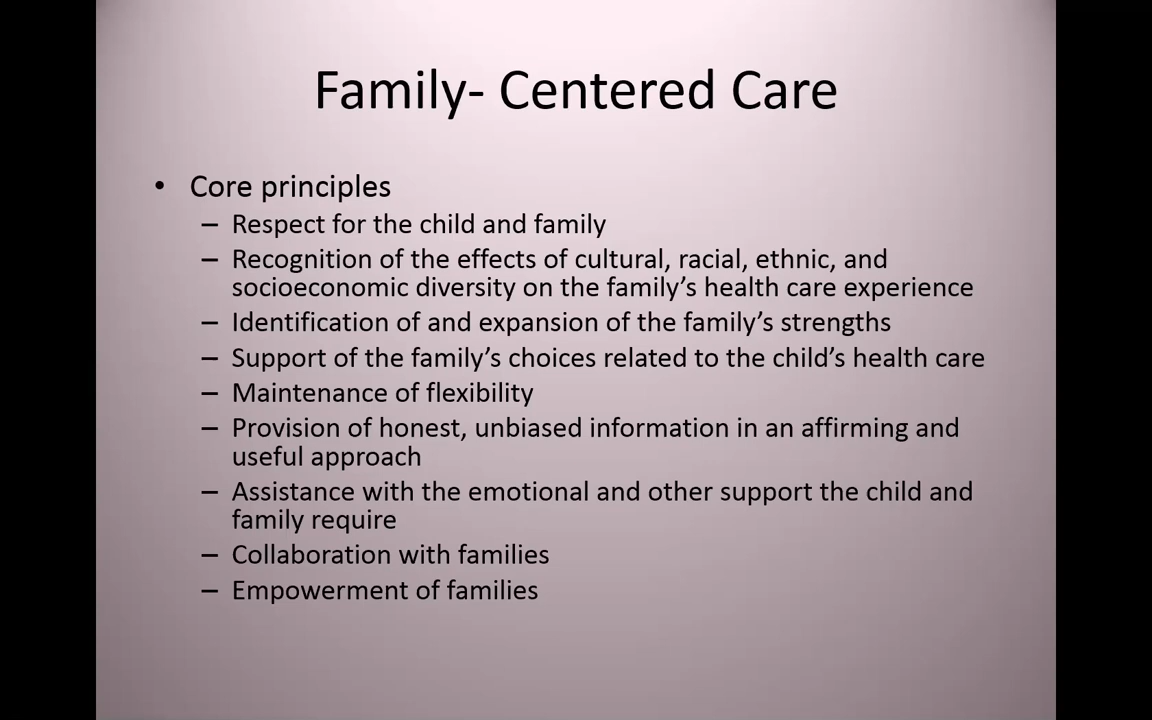 Family- Centered Care
• Core principles
– Respect for the child and family
– Recognition of the effects of cultural, racial, ethnic, and
socioeconomic diversity on the family’s health care experience
– Identification of and expansion of the family’s strengths
– Support of the family’s choices related to the child’s health care
– Maintenance of flexibility
– Provision of honest, unbiased information in an affirming and
useful approach
– Assistance with the emotional and other support the child and
family require
– Collaboration with families
– Empowerment of families